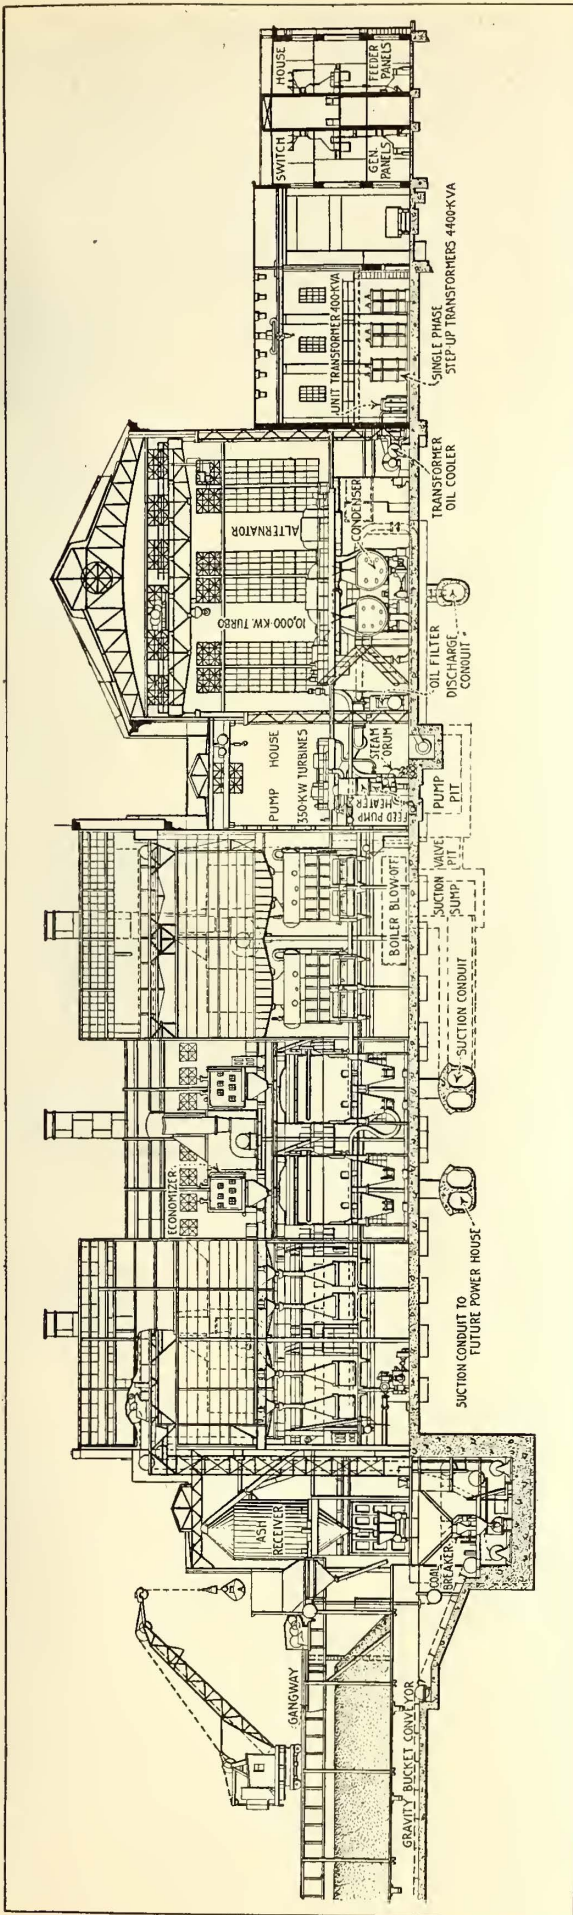 GANGWAY
GRAVITY BUCKET CONVEYOR
COAL
BREAKER
ASH
RECEIVER
ECONOMIZER
SUCTION CONDUIT TO
FUTURE POWER HOUSE
SUCTION CONDUIT
BOILER BLOW-OFF
SUCTION
SUMP
VALVE
PIT
PUMP
PIT
PUMP HOUSE
350-KW. TURBINES
FEED PUMP
HEATER
STEAM
DRUM
10,000-KW. TURBO
ALTERNATOR
CONDENSER
OIL FILTER
DISCHARGE
CONDUIT
TRANSFORMER
OIL COOLER
UNIT TRANSFORMER 400-KVA
SINGLE PHASE
STEP-UP TRANSFORMERS 4400-KVA
SWITCH HOUSE
GEN.
PANELS
FEEDER
PANELS